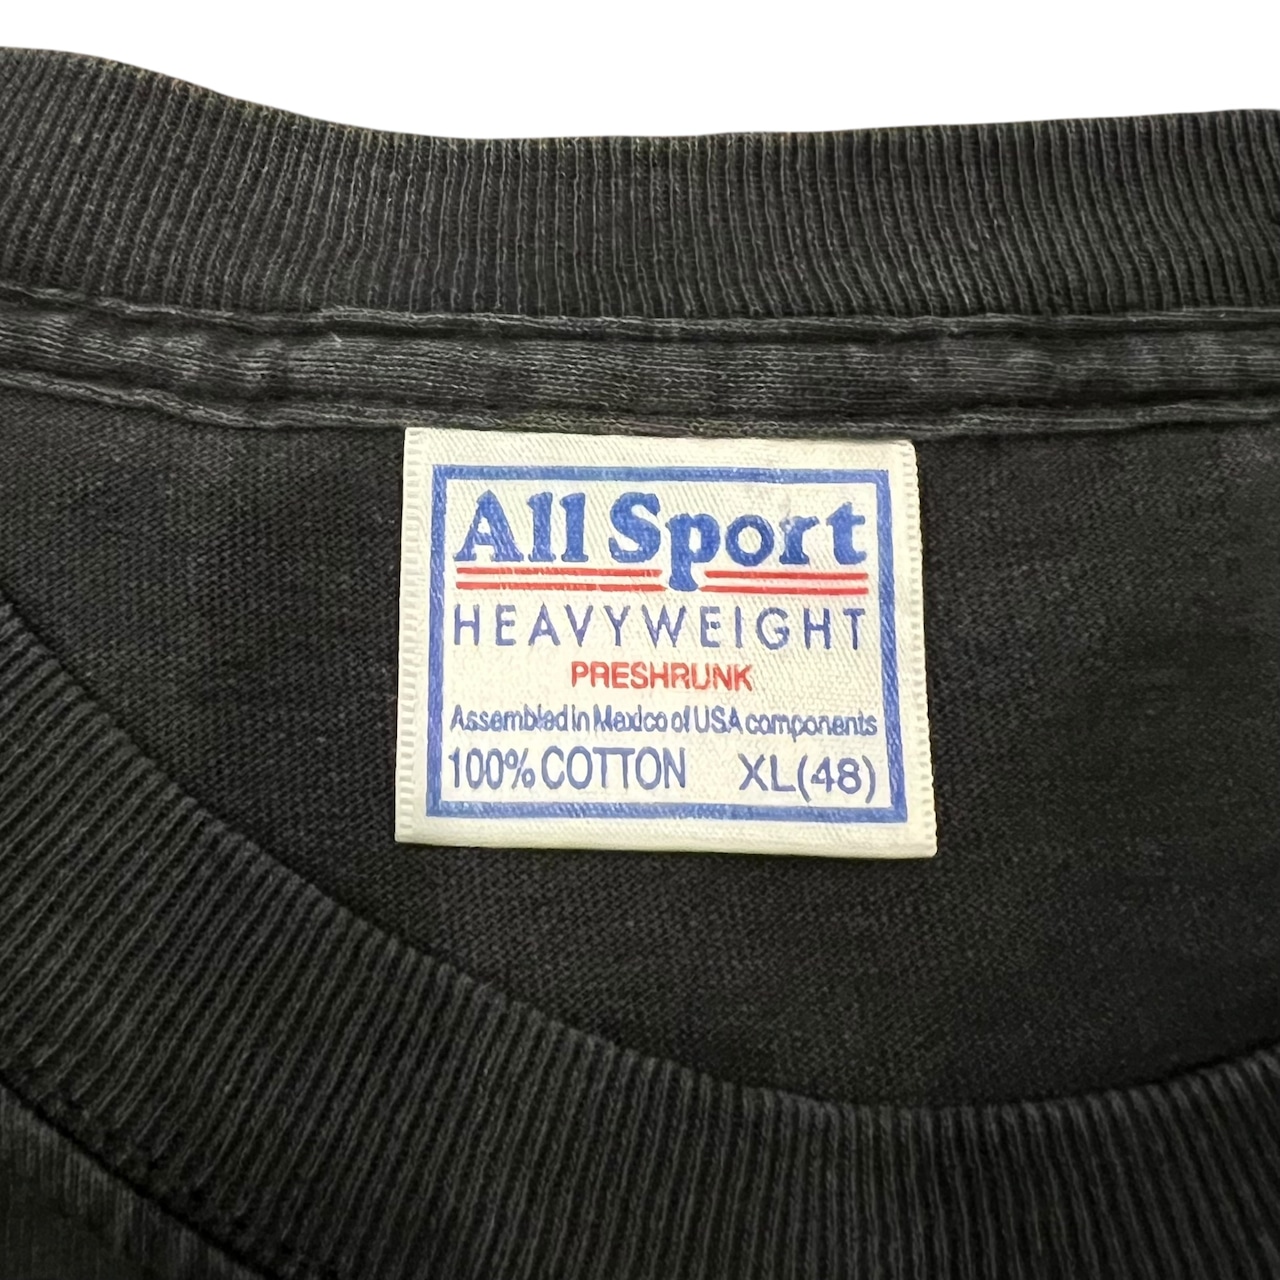 All Sport
HEAVYWEIGHT
PRESHRUNK
Assembled in Mexico of USA components
100% COTTON XL(48)